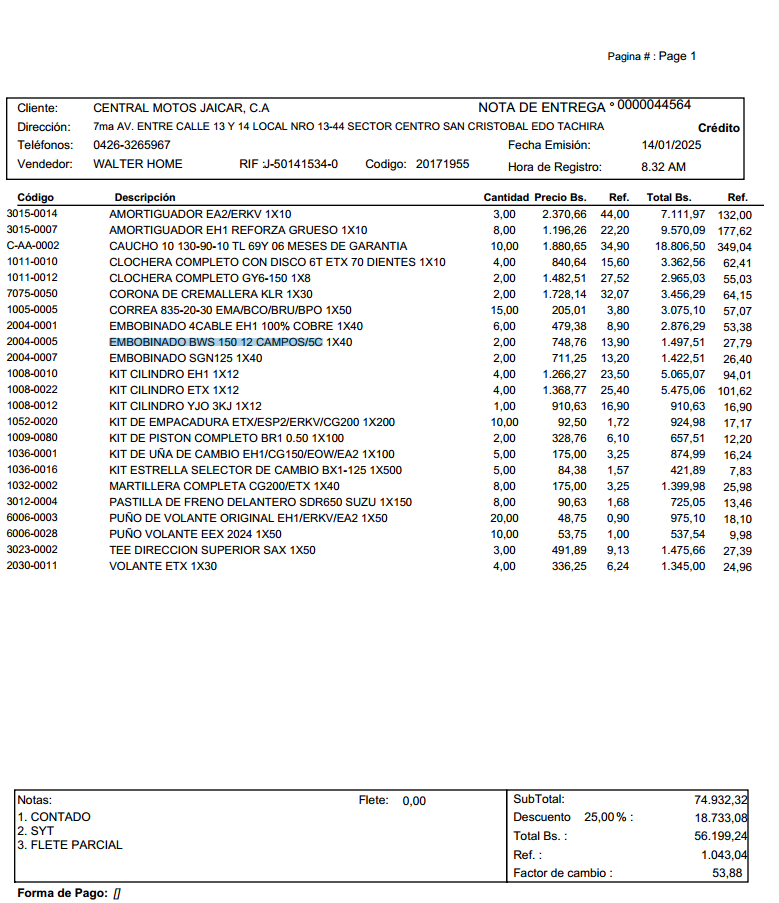 Pagina # : Page 1
Cliente: CENTRAL MOTOS JAICAR, C.A NOTA DE ENTREGA ° 0000044564
Dirección: 7ma AV. ENTRE CALLE 13 Y 14 LOCAL NRO 13-44 SECTOR CENTRO SAN CRISTOBAL EDO TACHIRA Crédito
Teléfonos: 0426-3265967 Fecha Emisión: 14/01/2025
Vendedor: WALTER HOME RIF :J-50141534-0 Codigo: 20171955 Hora de Registro: 8.32 AM
Código Descripción Cantidad Precio Bs. Ref. Total Bs. Ref.
3015-0014 AMORTIGUADOR EA2/ERKV 1X10 3,00 2.370,66 44,00 7.111,97 132,00
3015-0007 AMORTIGUADOR EH1 REFORZA GRUESO 1X10 8,00 1.196,26 22,20 9.570,09 177,62
C-AA-0002 CAUCHO 10 130-90-10 TL 69Y 06 MESES DE GARANTIA 10,00 1.880,65 34,90 18.806,50 349,04
1011-0010 CLOCHERA COMPLETO CON DISCO 6T ETX 70 DIENTES 1X10 4,00 840,64 15,60 3.362,56 62,41
1011-0012 CLOCHERA COMPLETO GY6-150 1X8 2,00 1.482,51 27,52 2.965,03 55,03
7075-0050 CORONA DE CREMALLERA KLR 1X30 2,00 1.728,14 32,07 3.456,29 64,15
1005-0005 CORREA 835-20-30 EMA/BCO/BRU/BPO 1X50 15,00 205,01 3,80 3.075,10 57,07
2004-0001 EMBOBINADO 4CABLE EH1 100% COBRE 1X40 6,00 479,38 8,90 2.876,29 53,38
2004-0005 EMBOBINADO BWS 150 12 CAMPOS/5C 1X40 2,00 748,76 13,90 1.497,51 27,79
2004-0007 EMBOBINADO SGN125 1X40 2,00 711,25 13,20 1.422,51 26,40
1008-0010 KIT CILINDRO EH1 1X12 4,00 1.266,27 23,50 5.065,07 94,01
1008-0022 KIT CILINDRO ETX 1X12 4,00 1.368,77 25,40 5.475,06 101,62
1008-0012 KIT CILINDRO YJO 3KJ 1X12 1,00 910,63 16,90 910,63 16,90
1052-0020 KIT DE EMPACADURA ETX/ESP2/ERKV/CG200 1X200 10,00 92,50 1,72 924,98 17,17
1009-0080 KIT DE PISTON COMPLETO BR1 0.50 1X100 2,00 328,76 6,10 657,51 12,20
1036-0001 KIT DE UÑA DE CAMBIO EH1/CG150/EOW/EA2 1X100 5,00 175,00 3,25 874,99 16,24
1036-0016 KIT ESTRELLA SELECTOR DE CAMBIO BX1-125 1X500 5,00 84,38 1,57 421,89 7,83
1032-0002 MARTILLERA COMPLETA CG200/ETX 1X40 8,00 175,00 3,25 1.399,98 25,98
3012-0004 PASTILLA DE FRENO DELANTERO SDR650 SUZU 1X150 8,00 90,63 1,68 725,05 13,46
6006-0003 PUÑO DE VOLANTE ORIGINAL EH1/ERKV/EA2 1X50 20,00 48,75 0,90 975,10 18,10
6006-0028 PUÑO VOLANTE EEX 2024 1X50 10,00 53,75 1,00 537,54 9,98
3023-0002 TEE DIRECCION SUPERIOR SAX 1X50 3,00 491,89 9,13 1.475,66 27,39
2030-0011 VOLANTE ETX 1X30 4,00 336,25 6,24 1.345,00 24,96
Notas: Flete: 0,00 SubTotal: 74.932,32
1. CONTADO Descuento 25,00% : 18.733,08
2. SYT Total Bs. : 56.199,24
3. FLETE PARCIAL Ref. : 1.043,04
Factor de cambio : 53,88
Forma de Pago: []